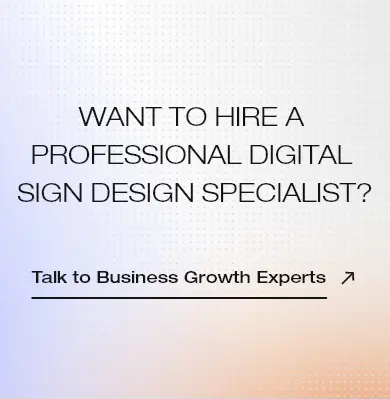 WANT TO HIRE A
PROFESSIONAL DIGITAL
SIGN DESIGN SPECIALIST?
Talk to Business Growth Experts